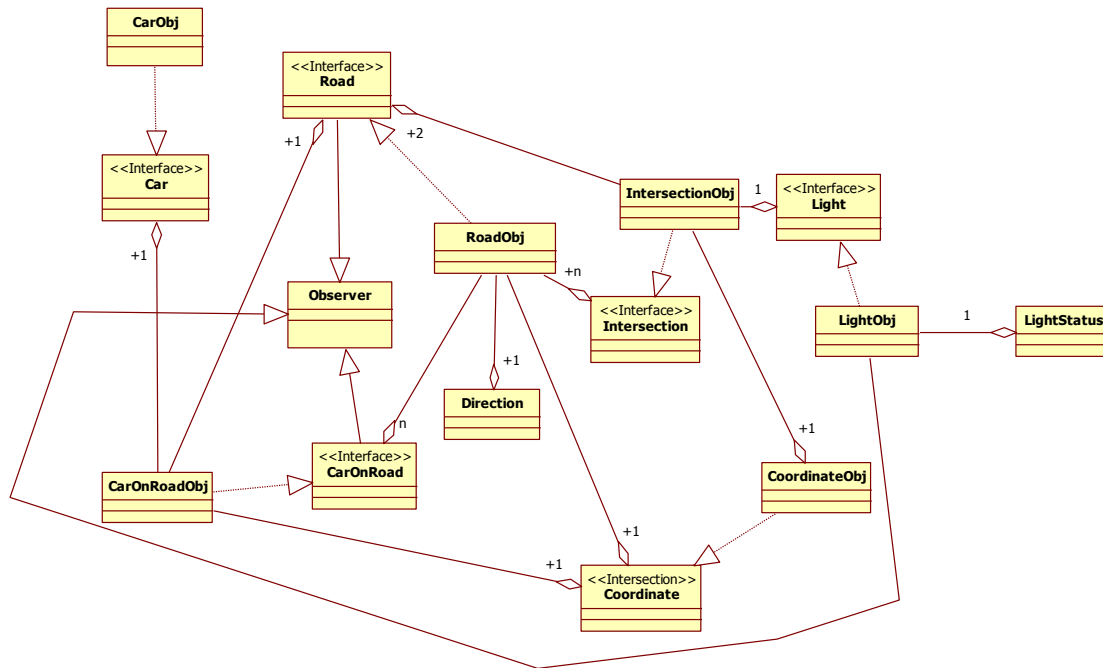 CarObj
<<Interface>>
Road
+1
+2
<<Interface>>
Car
+1
IntersectionObj
1
<<Interface>>
Light
RoadObj
+n
Observer
<<Interface>>
Intersection
LightObj
1
LightStatus
+1
Direction
n
<<Interface>>
CarOnRoad
+1
CoordinateObj
CarOnRoadObj
+1
+1
<<Intersection>>
Coordinate